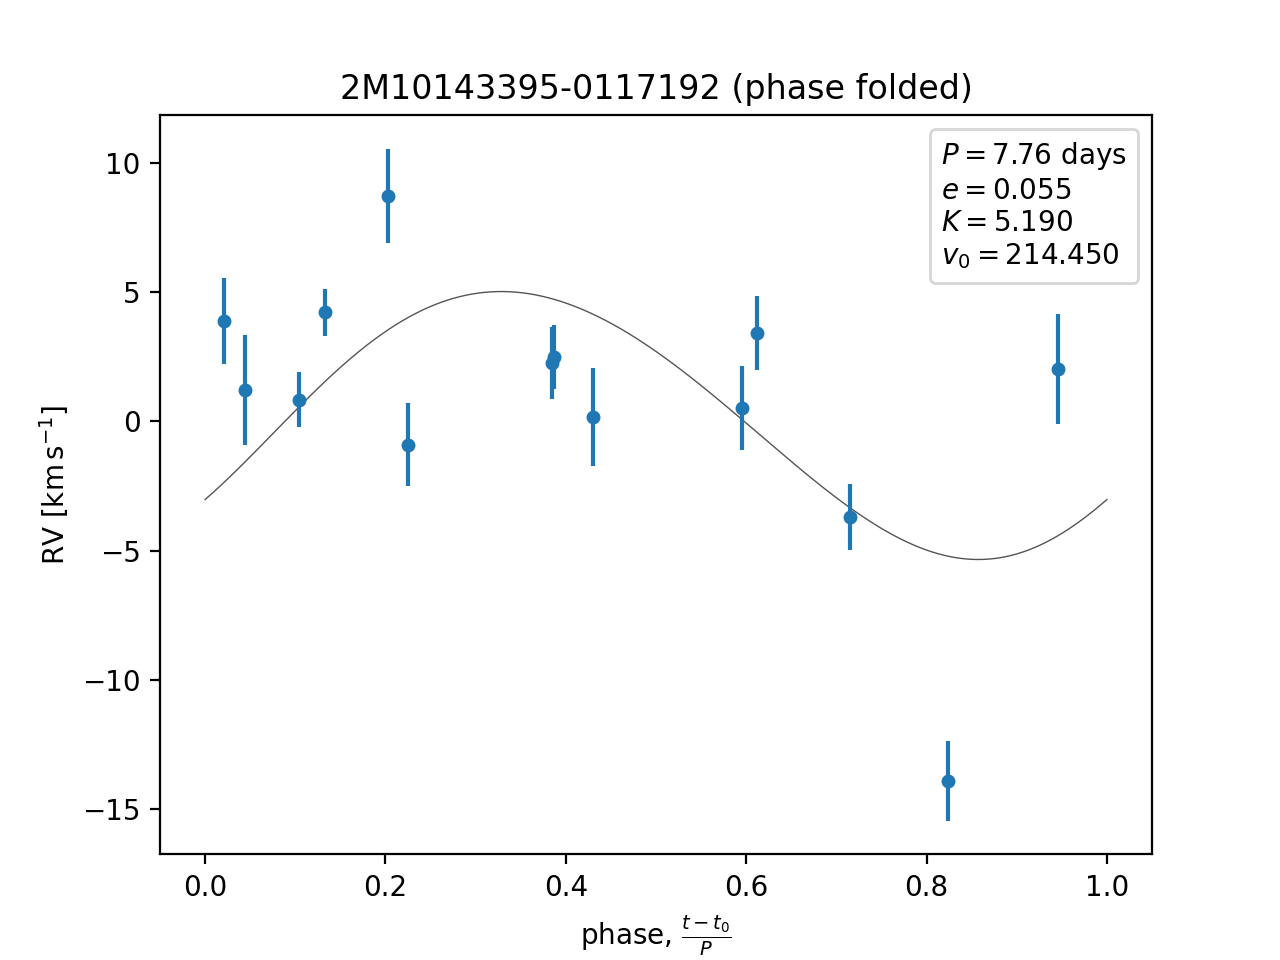 2M10143395-0117192 (phase folded)
P = 7.76 days
e = 0.055
K = 5.190
v₀ = 214.450
10
5
0
−5
−10
−15
RV [km s⁻¹]
0.0 0.2 0.4 0.6 0.8 1.0
phase, (t − t₀)/P